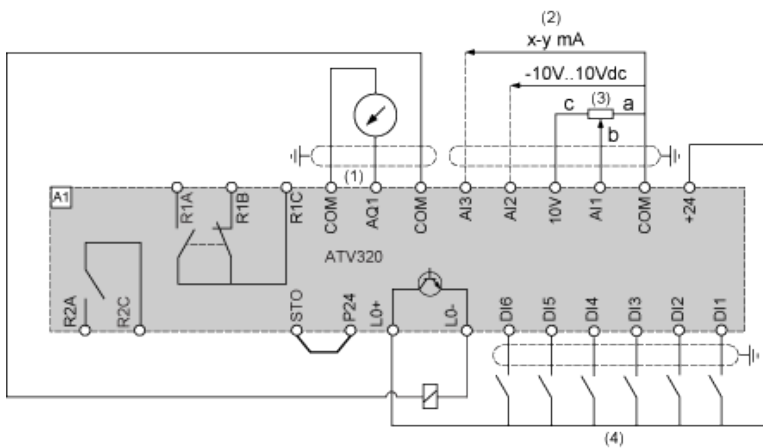 (2)
x-y mA
-10V..10Vdc
c (3) a
b
(1)
A1
R1A R1B R1C COM AQ1 COM AI3 AI2 10V AI1 COM +24
ATV320
R2A R2C STO P24 L0+ L0- DI6 DI5 DI4 DI3 DI2 DI1
(4)